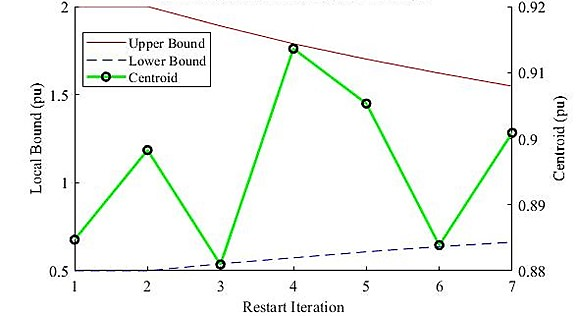 2
1.5
1
0.5
Local Bound (pu)
Upper Bound
Lower Bound
Centroid
0.92
0.91
0.9
0.89
0.88
Centroid (pu)
1 2 3 4 5 6 7
Restart Iteration